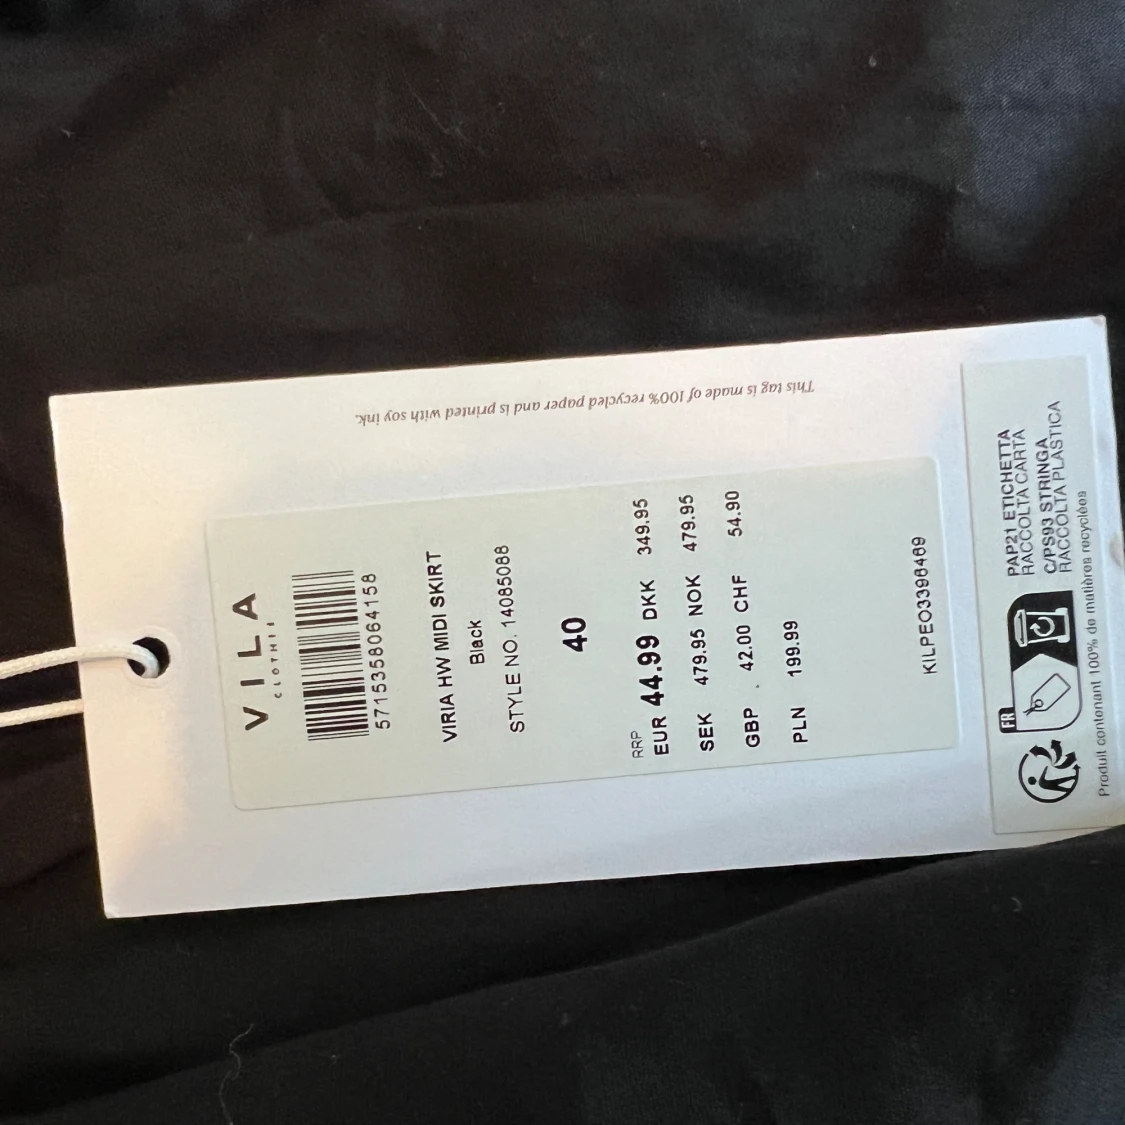 VILA
CLOTHES
5715358064158
VIRIA HW MIDI SKIRT
Black
STYLE NO. 14085088
40
RRP
EUR 44.99 DKK 349.95
SEK 479.95 NOK 479.95
GBP 42.00 CHF 54.90
PLN 199.99
KILPEO3396469
This tag is made of 100% recycled paper and is printed with soy ink.
FR
PAP21 ETICHETTA
RACCOLTA CARTA
C/PS93 STRINGA
RACCOLTA PLASTICA
Produit contenant 100% de matières recyclées